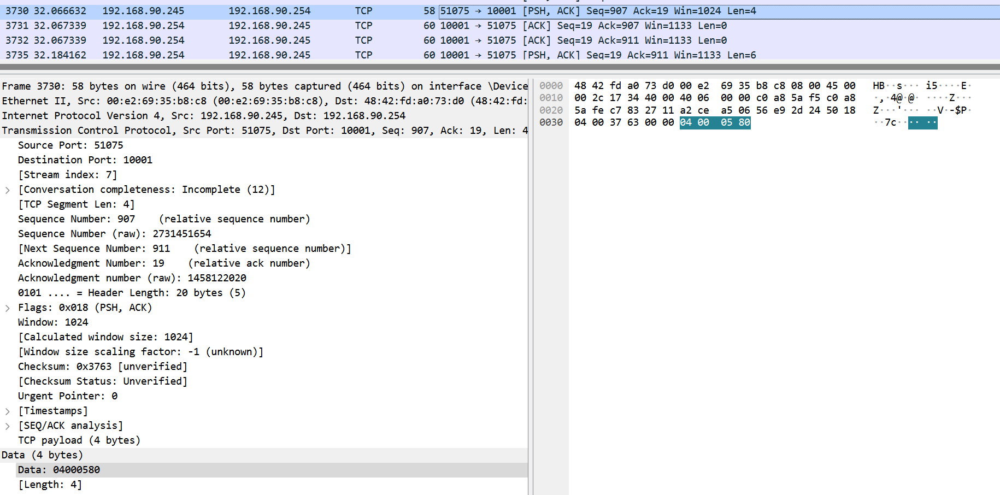 3730 32.066632 192.168.90.245 192.168.90.254 TCP 58 51075 → 10001 [PSH, ACK] Seq=907 Ack=19 Win=1024 Len=4
3731 32.067339 192.168.90.254 192.168.90.245 TCP 60 10001 → 51075 [ACK] Seq=19 Ack=907 Win=1133 Len=0
3732 32.067339 192.168.90.254 192.168.90.245 TCP 60 10001 → 51075 [ACK] Seq=19 Ack=911 Win=1133 Len=0
3735 32.184162 192.168.90.254 192.168.90.245 TCP 60 10001 → 51075 [PSH, ACK] Seq=19 Ack=911 Win=1133 Len=6
Frame 3730: 58 bytes on wire (464 bits), 58 bytes captured (464 bits) on interface \Device
Ethernet II, Src: 00:e2:69:35:b8:c8 (00:e2:69:35:b8:c8), Dst: 48:42:fd:a0:73:d0 (48:42:fd:
Internet Protocol Version 4, Src: 192.168.90.245, Dst: 192.168.90.254
Transmission Control Protocol, Src Port: 51075, Dst Port: 10001, Seq: 907, Ack: 19, Len: 4
Source Port: 51075
Destination Port: 10001
[Stream index: 7]
[Conversation completeness: Incomplete (12)]
[TCP Segment Len: 4]
Sequence Number: 907 (relative sequence number)
Sequence Number (raw): 2731451654
[Next Sequence Number: 911 (relative sequence number)]
Acknowledgment Number: 19 (relative ack number)
Acknowledgment number (raw): 1458122020
0101 .... = Header Length: 20 bytes (5)
Flags: 0x018 (PSH, ACK)
Window: 1024
[Calculated window size: 1024]
[Window size scaling factor: -1 (unknown)]
Checksum: 0x3763 [unverified]
[Checksum Status: Unverified]
Urgent Pointer: 0
[Timestamps]
[SEQ/ACK analysis]
TCP payload (4 bytes)
Data (4 bytes)
Data: 04000580
[Length: 4]
0000 48 42 fd a0 73 d0 00 e2 69 35 b8 c8 08 00 45 00 HB··s··· i5····E·
0010 00 2c 17 34 40 00 40 06 00 00 c0 a8 5a f5 c0 a8 ·,·4@·@· ····Z···
0020 5a fe c7 83 27 11 a2 ce a5 06 56 e9 2d 24 50 18 Z···'··· ··V·-$P·
0030 04 00 37 63 00 00 04 00 05 80 ··7c···· ··